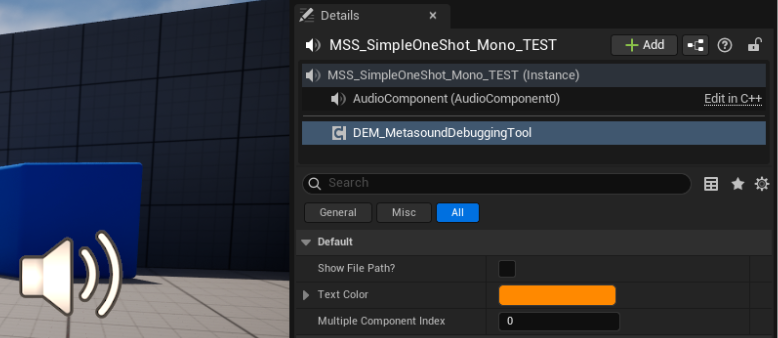 Details
MSS_SimpleOneShot_Mono_TEST
Add
MSS_SimpleOneShot_Mono_TEST (Instance)
AudioComponent (AudioComponent0)
Edit in C++
DEM_MetasoundDebuggingTool
Search
General
Misc
All
Default
Show File Path?
Text Color
Multiple Component Index
0